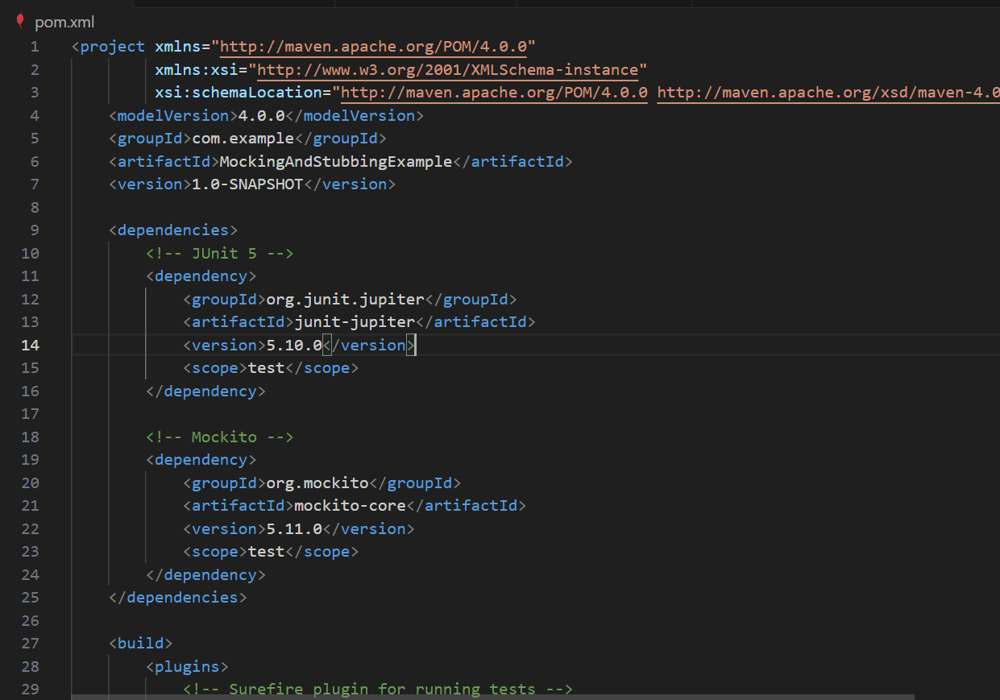 pom.xml
1 <project xmlns="http://maven.apache.org/POM/4.0.0"
2 xmlns:xsi="http://www.w3.org/2001/XMLSchema-instance"
3 xsi:schemaLocation="http://maven.apache.org/POM/4.0.0 http://maven.apache.org/xsd/maven-4.0
4 <modelVersion>4.0.0</modelVersion>
5 <groupId>com.example</groupId>
6 <artifactId>MockingAndStubbingExample</artifactId>
7 <version>1.0-SNAPSHOT</version>
8
9 <dependencies>
10 <!-- JUnit 5 -->
11 <dependency>
12 <groupId>org.junit.jupiter</groupId>
13 <artifactId>junit-jupiter</artifactId>
14 <version>5.10.0</version>
15 <scope>test</scope>
16 </dependency>
17
18 <!-- Mockito -->
19 <dependency>
20 <groupId>org.mockito</groupId>
21 <artifactId>mockito-core</artifactId>
22 <version>5.11.0</version>
23 <scope>test</scope>
24 </dependency>
25 </dependencies>
26
27 <build>
28 <plugins>
29 <!-- Surefire plugin for running tests -->